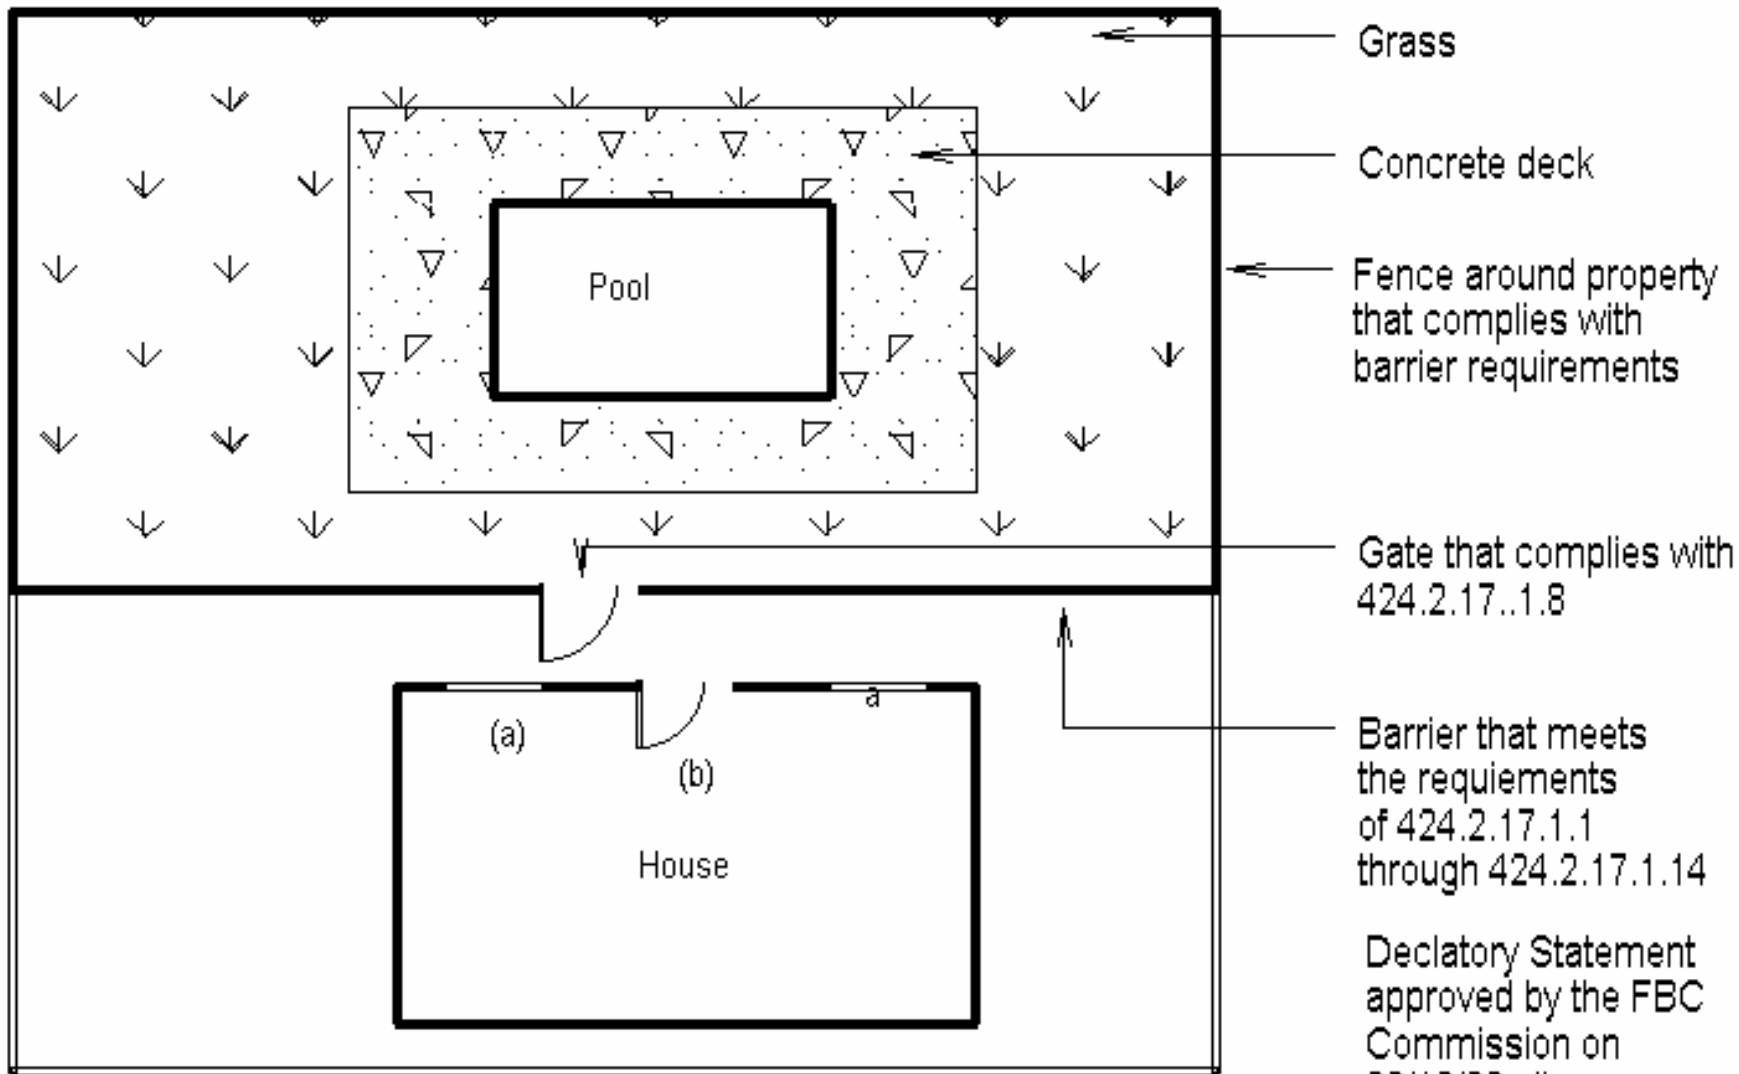 Grass
Concrete deck
Pool
Fence around property
that complies with
barrier requirements
Gate that complies with
424.2.17..1.8
a
(a)
(b)
Barrier that meets
the requiements
of 424.2.17.1.1
through 424.2.17.1.14
House
Declatory Statement
approved by the FBC
Commission on